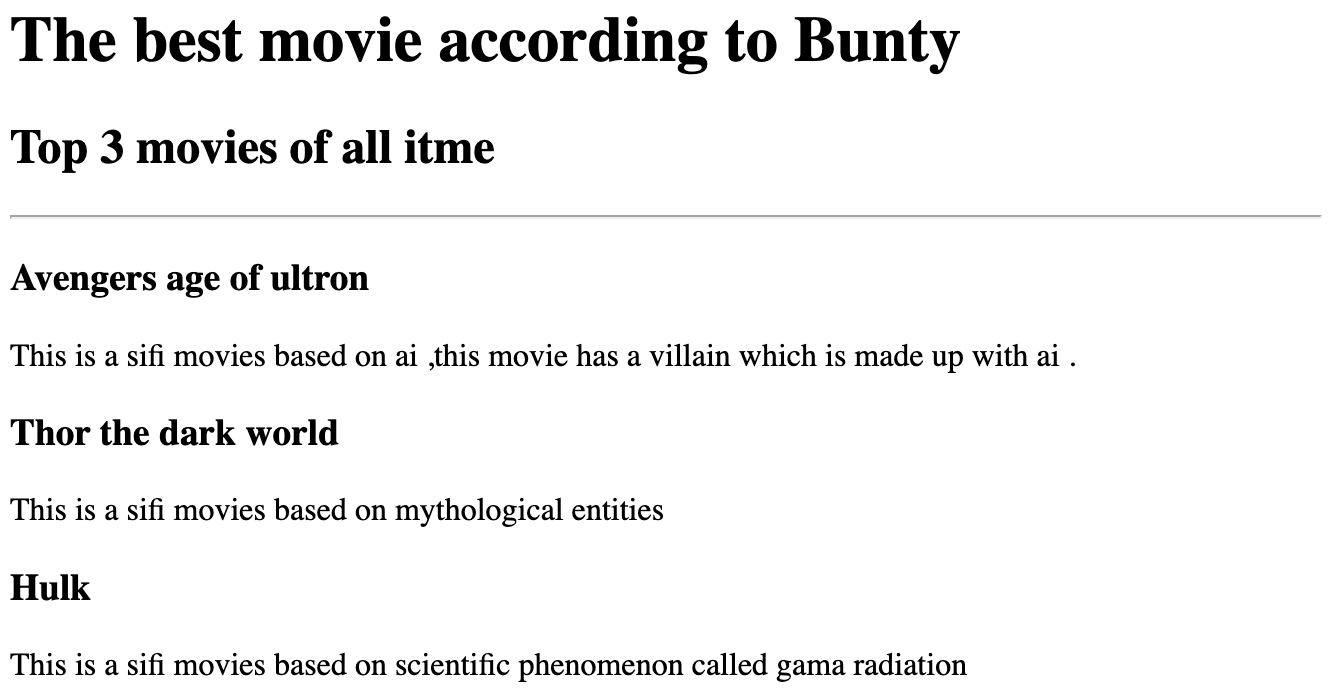 The best movie according to Bunty
Top 3 movies of all itme
Avengers age of ultron
This is a sifi movies based on ai ,this movie has a villain which is made up with ai .
Thor the dark world
This is a sifi movies based on mythological entities
Hulk
This is a sifi movies based on scientific phenomenon called gama radiation